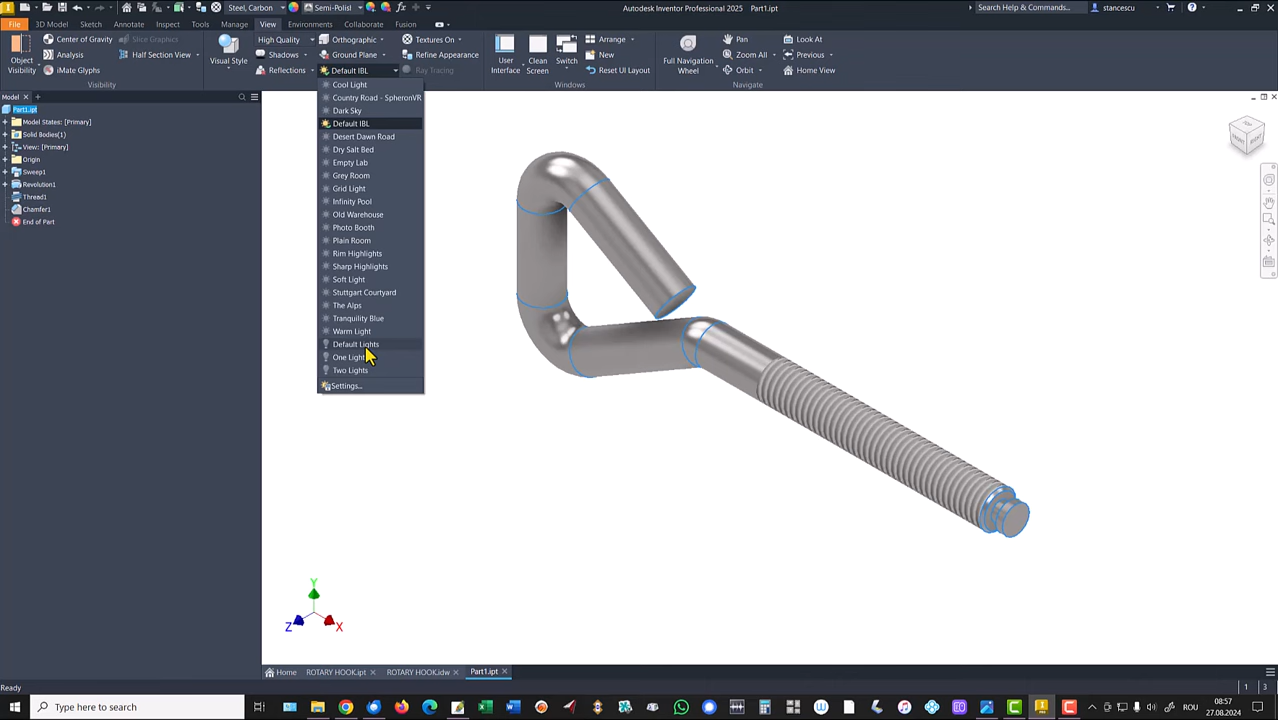 Steel, Carbon
Semi-Polisl
Autodesk Inventor Professional 2025 Part1.ipt
Search Help & Commands...
stancescu
File
3D Model
Sketch
Annotate
Inspect
Tools
Manage
View
Environments
Collaborate
Fusion
Object
Visibility
Center of Gravity
Analysis
iMate Glyphs
Slice Graphics
Half Section View
Visibility
Visual Style
High Quality
Shadows
Reflections
Orthographic
Ground Plane
Default IBL
Textures On
Refine Appearance
Ray Tracing
User
Interface
Clean
Screen
Switch
Arrange
New
Reset UI Layout
Windows
Full Navigation
Wheel
Pan
Zoom All
Orbit
Look At
Previous
Home View
Navigate
Model
Part1.ipt
Model States: [Primary]
Solid Bodies(1)
View: [Primary]
Origin
Sweep1
Revolution1
Thread1
Chamfer1
End of Part
Cool Light
Country Road - SpheronVR
Dark Sky
Default IBL
Desert Dawn Road
Dry Salt Bed
Empty Lab
Grey Room
Grid Light
Infinity Pool
Old Warehouse
Photo Booth
Plain Room
Rim Highlights
Sharp Highlights
Soft Light
Stuttgart Courtyard
The Alps
Tranquility Blue
Warm Light
Default Lights
One Light
Two Lights
Settings...
Y
Z
X
Home
ROTARY HOOK.ipt
ROTARY HOOK.idw
Part1.ipt
Ready
1
3
Type here to search
ROU
08:57
27.08.2024